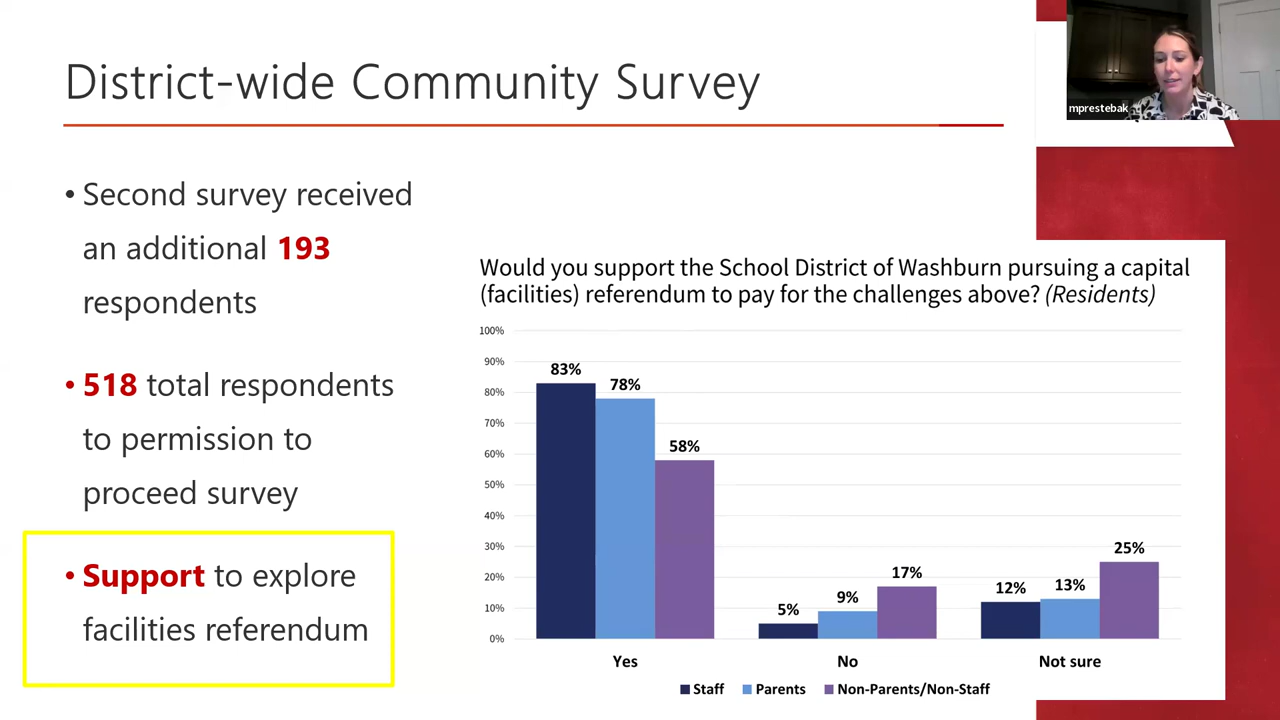 District-wide Community Survey
mprestebak
• Second survey received
an additional 193
respondents
• 518 total respondents
to permission to
proceed survey
• Support to explore
facilities referendum
Would you support the School District of Washburn pursuing a capital
(facilities) referendum to pay for the challenges above? (Residents)
100%
90%
80%
70%
60%
50%
40%
30%
20%
10%
0%
83%
78%
58%
5%
9%
17%
12%
13%
25%
Yes
No
Not sure
Staff
Parents
Non-Parents/Non-Staff